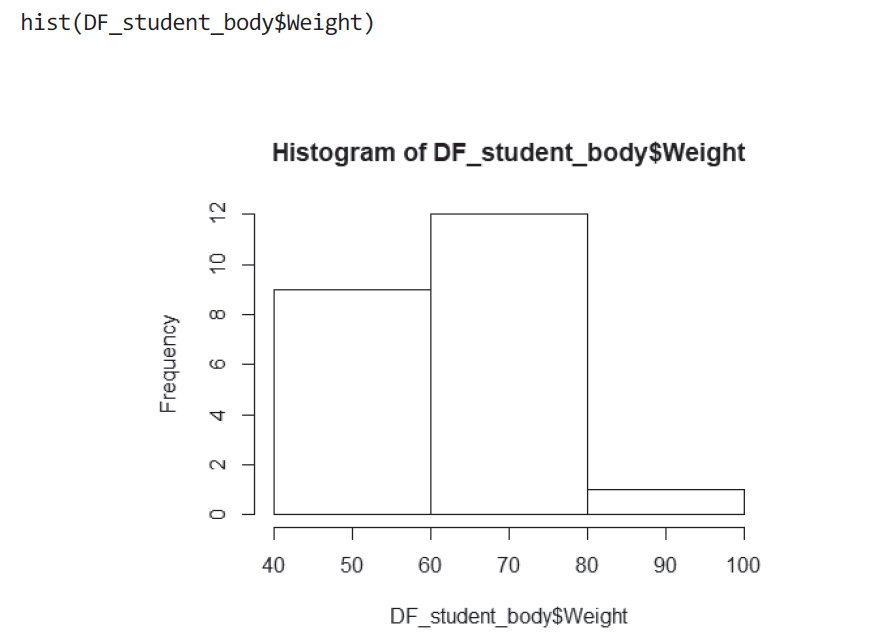 hist(DF_student_body$Weight)
Histogram of DF_student_body$Weight
Frequency
12
10
8
6
4
2
0
40 50 60 70 80 90 100
DF_student_body$Weight